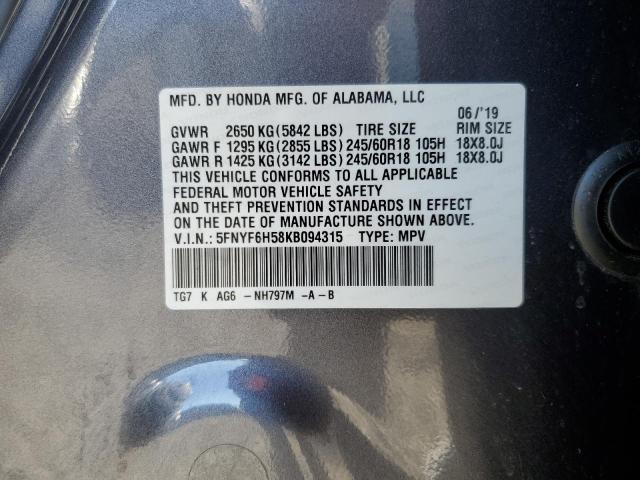 MFD. BY HONDA MFG. OF ALABAMA, LLC
06/'19
GVWR 2650 KG(5842 LBS) TIRE SIZE RIM SIZE
GAWR F 1295 KG(2855 LBS)245/60R18 105H 18X8.0J
GAWR R 1425 KG(3142 LBS)245/60R18 105H 18X8.0J
THIS VEHICLE CONFORMS TO ALL APPLICABLE
FEDERAL MOTOR VEHICLE SAFETY
AND THEFT PREVENTION STANDARDS IN EFFECT ON
THE DATE OF MANUFACTURE SHOWN ABOVE.
V.I.N.: 5FNYF6H58KB094315 TYPE: MPV
TG7 K AG6 -NH797M -A-B